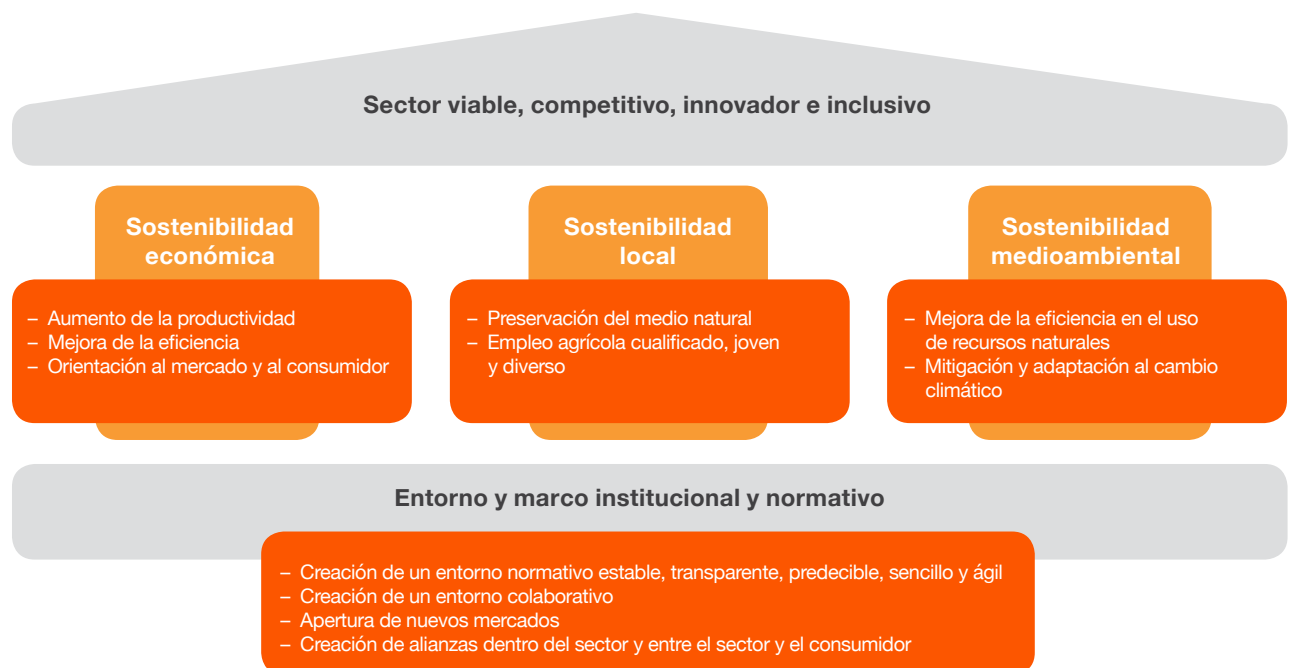 Sector viable, competitivo, innovador e inclusivo
Sostenibilidad
económica
– Aumento de la productividad
– Mejora de la eficiencia
– Orientación al mercado y al consumidor
Sostenibilidad
local
– Preservación del medio natural
– Empleo agrícola cualificado, joven
y diverso
Sostenibilidad
medioambiental
– Mejora de la eficiencia en el uso
de recursos naturales
– Mitigación y adaptación al cambio
climático
Entorno y marco institucional y normativo
– Creación de un entorno normativo estable, transparente, predecible, sencillo y ágil
– Creación de un entorno colaborativo
– Apertura de nuevos mercados
– Creación de alianzas dentro del sector y entre el sector y el consumidor